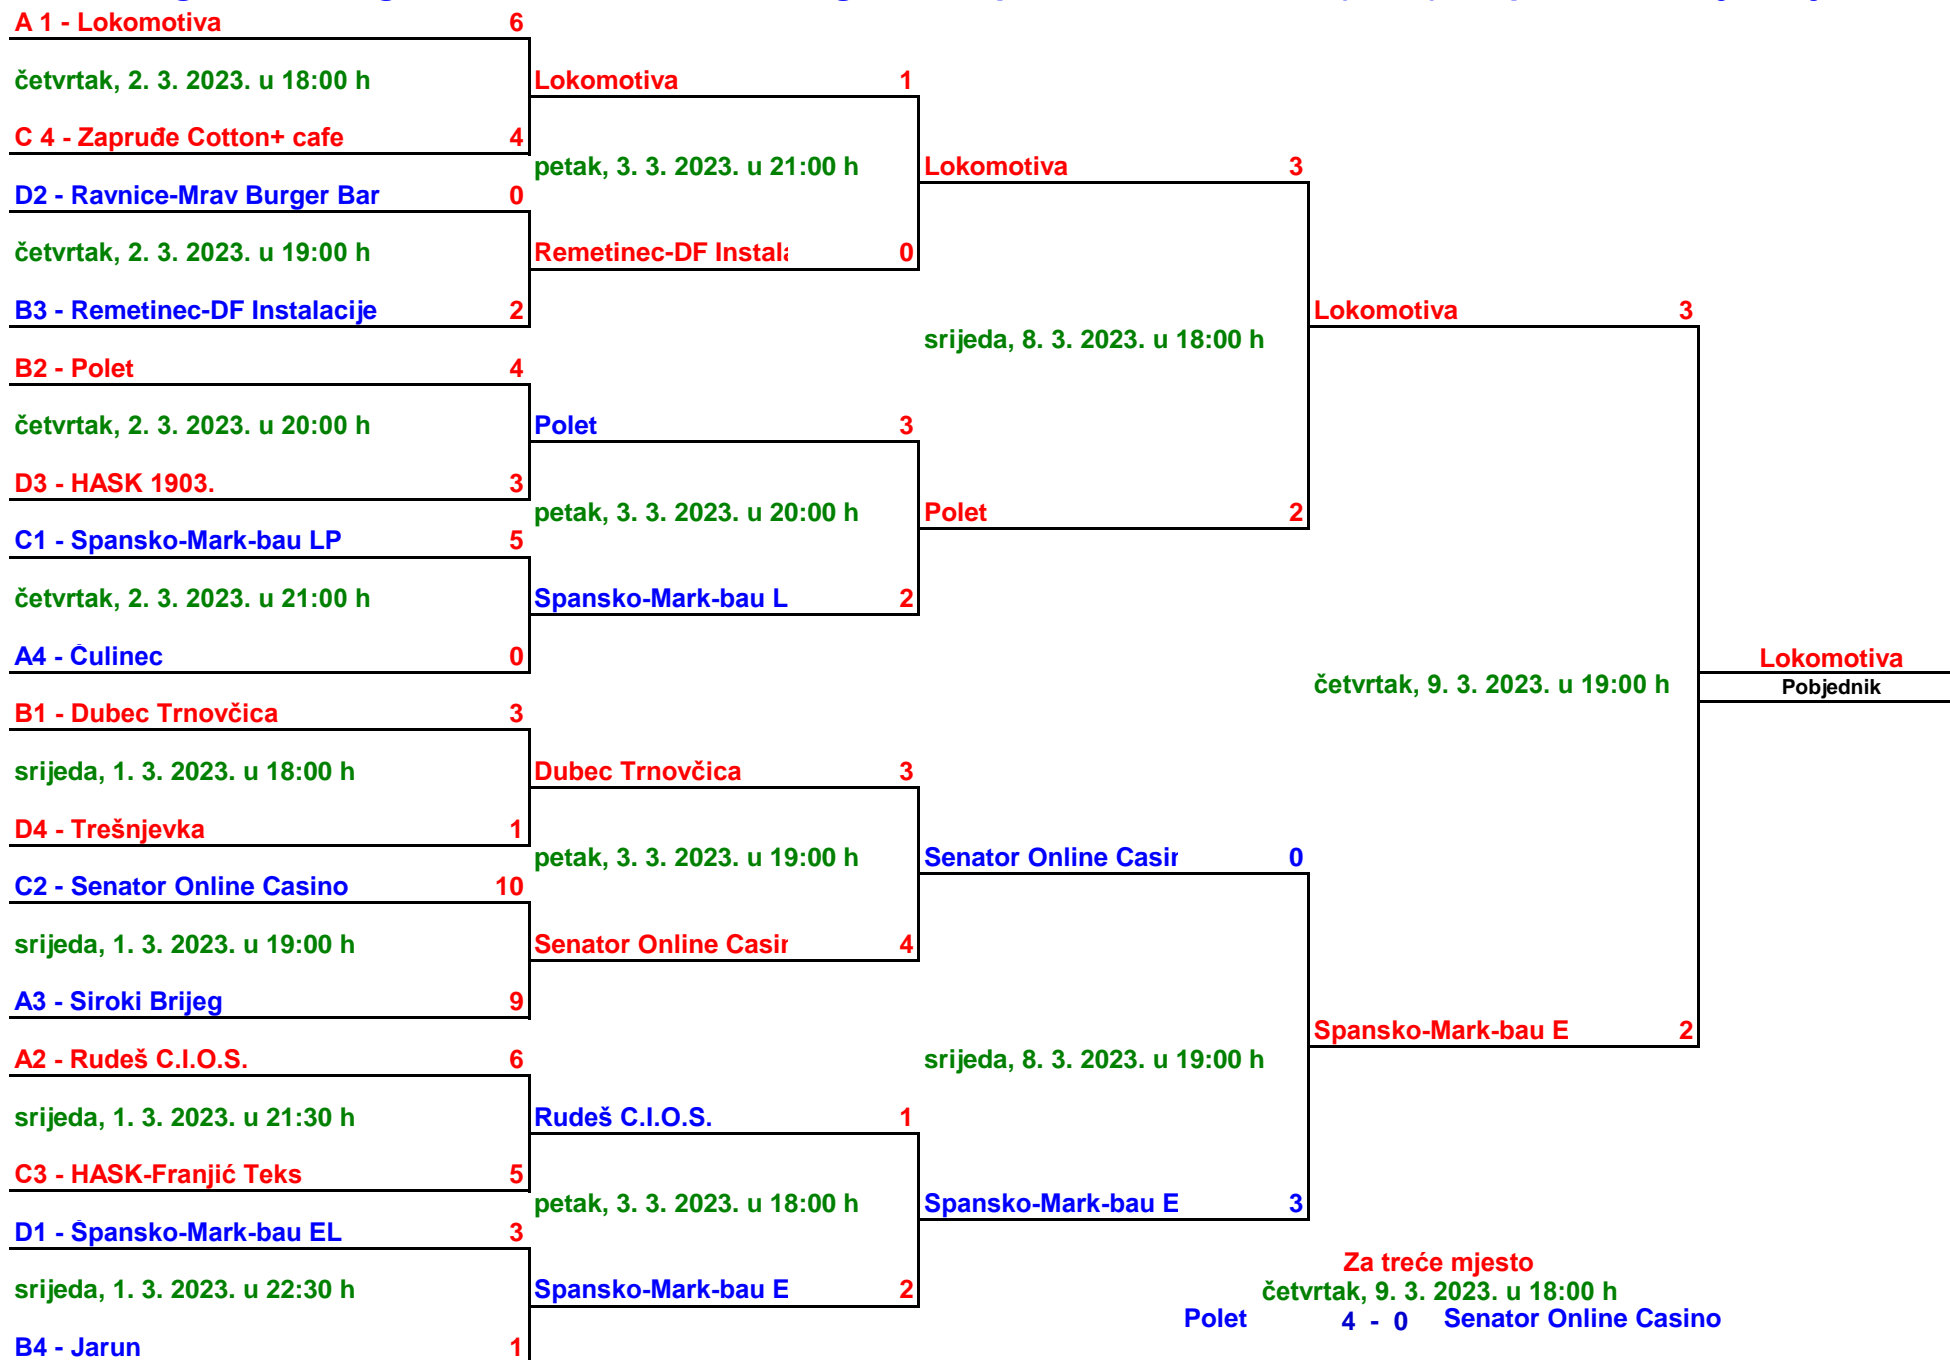 A 1 - Lokomotiva 6
četvrtak, 2. 3. 2023. u 18:00 h
C 4 - Zapruđe Cotton+ cafe 4
D2 - Ravnice-Mrav Burger Bar 0
četvrtak, 2. 3. 2023. u 19:00 h
B3 - Remetinec-DF Instalacije 2
B2 - Polet 4
četvrtak, 2. 3. 2023. u 20:00 h
D3 - HASK 1903. 3
C1 - Spansko-Mark-bau LP 5
četvrtak, 2. 3. 2023. u 21:00 h
A4 - Čulinec 0
B1 - Dubec Trnovčica 3
srijeda, 1. 3. 2023. u 18:00 h
D4 - Trešnjevka 1
C2 - Senator Online Casino 10
srijeda, 1. 3. 2023. u 19:00 h
A3 - Siroki Brijeg 9
A2 - Rudeš C.I.O.S. 6
srijeda, 1. 3. 2023. u 21:30 h
C3 - HASK-Franjić Teks 5
D1 - Špansko-Mark-bau EL 3
srijeda, 1. 3. 2023. u 22:30 h
B4 - Jarun 1
Lokomotiva 1
petak, 3. 3. 2023. u 21:00 h
Remetinec-DF Instala 0
Polet 3
petak, 3. 3. 2023. u 20:00 h
Spansko-Mark-bau L 2
Dubec Trnovčica 3
petak, 3. 3. 2023. u 19:00 h
Senator Online Casin 4
Rudeš C.I.O.S. 1
petak, 3. 3. 2023. u 18:00 h
Spansko-Mark-bau E 2
Lokomotiva 3
srijeda, 8. 3. 2023. u 18:00 h
Polet 2
Senator Online Casin 0
srijeda, 8. 3. 2023. u 19:00 h
Spansko-Mark-bau E 3
Lokomotiva 3
četvrtak, 9. 3. 2023. u 19:00 h
Spansko-Mark-bau E 2
Lokomotiva
Pobjednik
Za treće mjesto
četvrtak, 9. 3. 2023. u 18:00 h
Polet 4 - 0 Senator Online Casino